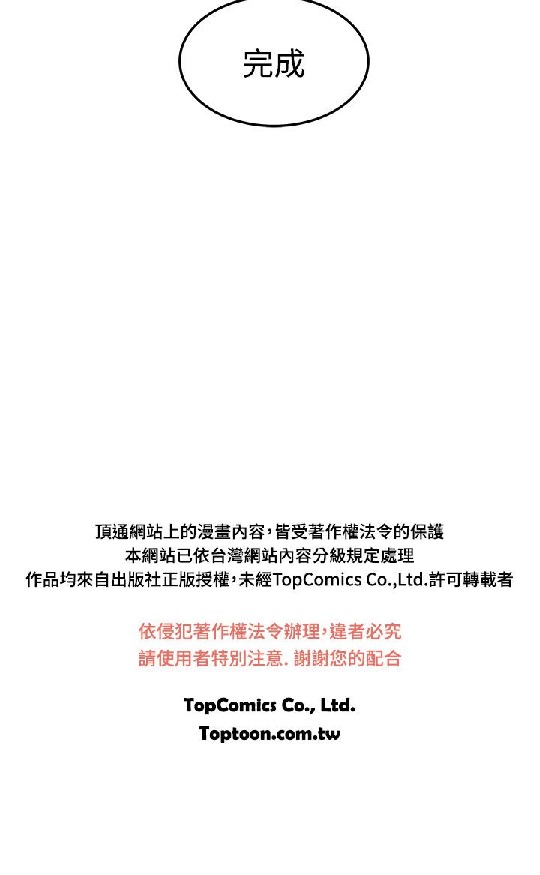 完成
頂通網站上的漫畫內容，皆受著作權法令的保護
本網站已依台灣網站內容分級規定處理
作品均來自出版社正版授權，未經TopComics Co.,Ltd.許可轉載者
依侵犯著作權法令辦理，違者必究
請使用者特別注意. 謝謝您的配合
TopComics Co., Ltd.
Toptoon.com.tw